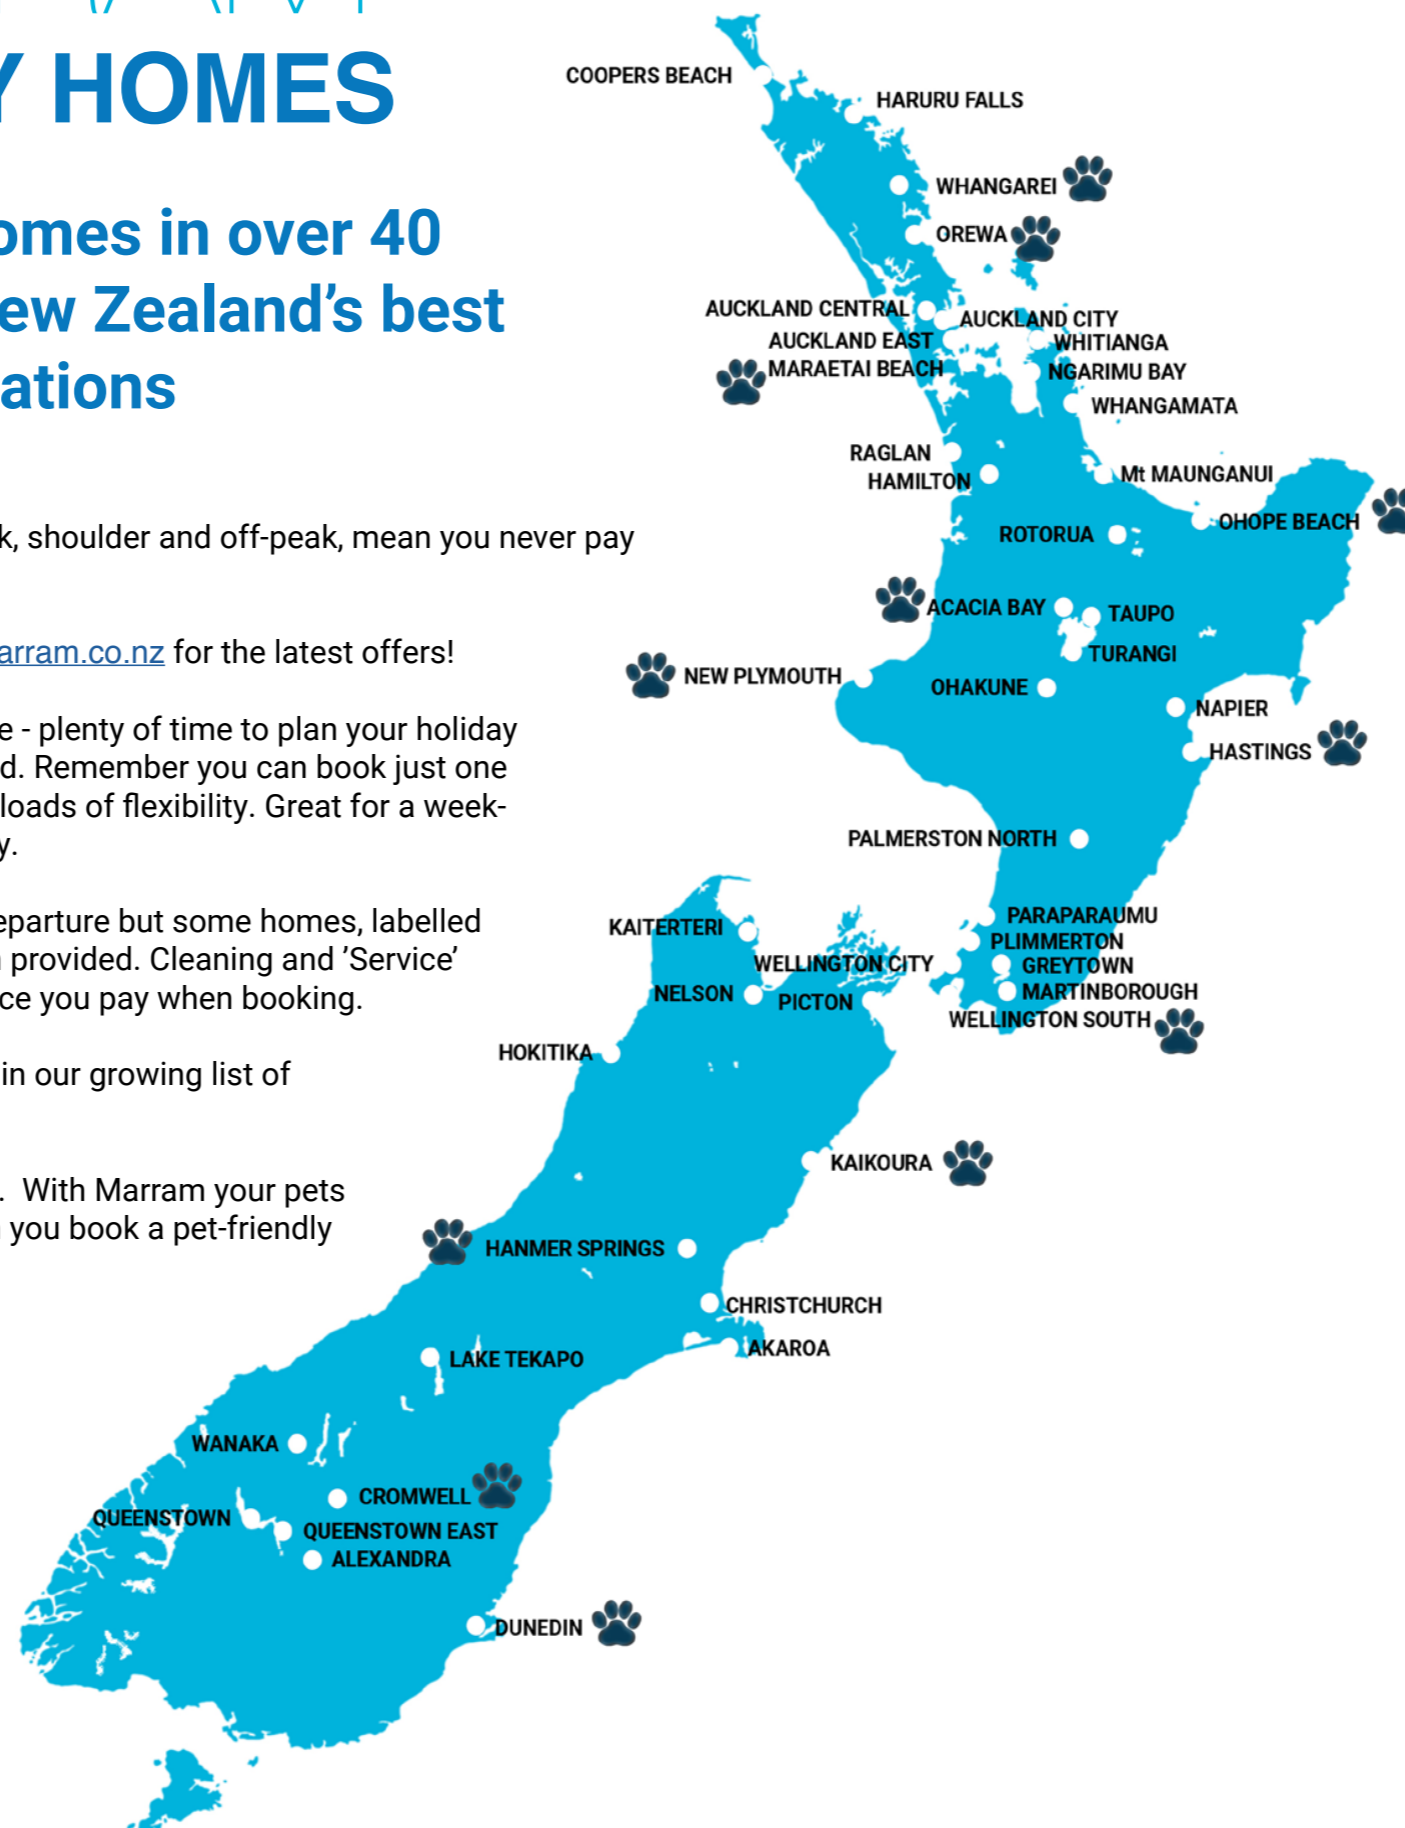 Y HOMES
omes in over 40
ew Zealand’s best
ations
k, shoulder and off-peak, mean you never pay
arram.co.nz for the latest offers!
e - plenty of time to plan your holiday
d. Remember you can book just one
loads of flexibility. Great for a week-
y.
eparture but some homes, labelled
n provided. Cleaning and ’Service’
ce you pay when booking.
in our growing list of
. With Marram your pets
n you book a pet-friendly
COOPERS BEACH
HARURU FALLS
WHANGAREI
OREWA
AUCKLAND CENTRAL
AUCKLAND CITY
AUCKLAND EAST
WHITIANGA
MARAETAI BEACH
NGARIMU BAY
WHANGAMATA
RAGLAN
HAMILTON
Mt MAUNGANUI
OHOPE BEACH
ROTORUA
ACACIA BAY
TAUPO
TURANGI
NEW PLYMOUTH
OHAKUNE
NAPIER
HASTINGS
PALMERSTON NORTH
PARAPARAUMU
KAITERTERI
PLIMMERTON
WELLINGTON CITY
GREYTOWN
NELSON
PICTON
MARTINBOROUGH
WELLINGTON SOUTH
HOKITIKA
KAIKOURA
HANMER SPRINGS
CHRISTCHURCH
AKAROA
LAKE TEKAPO
WANAKA
CROMWELL
QUEENSTOWN
QUEENSTOWN EAST
ALEXANDRA
DUNEDIN